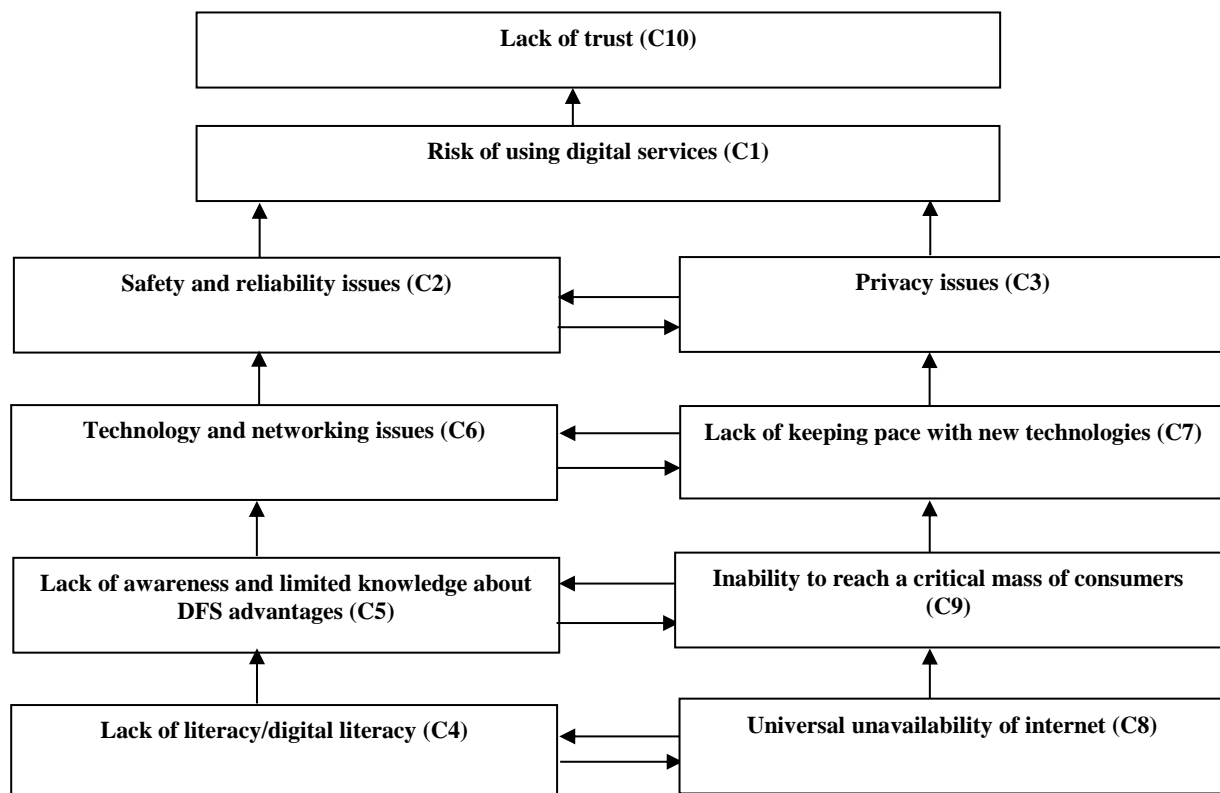 Lack of trust (C10)
Risk of using digital services (C1)
Safety and reliability issues (C2)
Privacy issues (C3)
Technology and networking issues (C6)
Lack of keeping pace with new technologies (C7)
Lack of awareness and limited knowledge about
DFS advantages (C5)
Inability to reach a critical mass of consumers
(C9)
Lack of literacy/digital literacy (C4)
Universal unavailability of internet (C8)